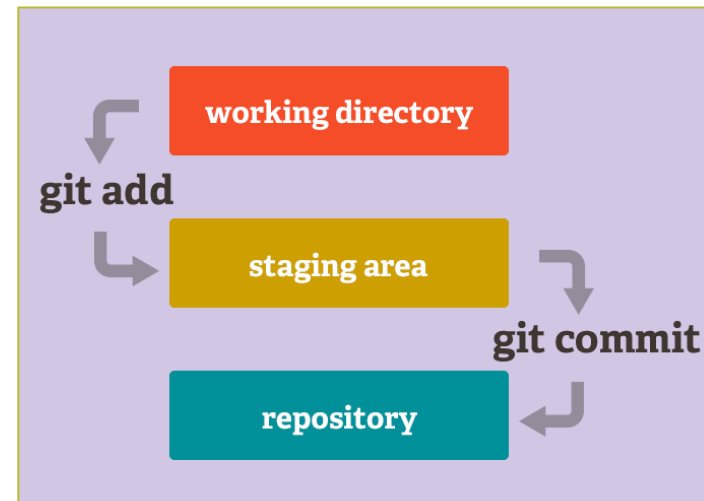 working directory
git add
staging area
git commit
repository